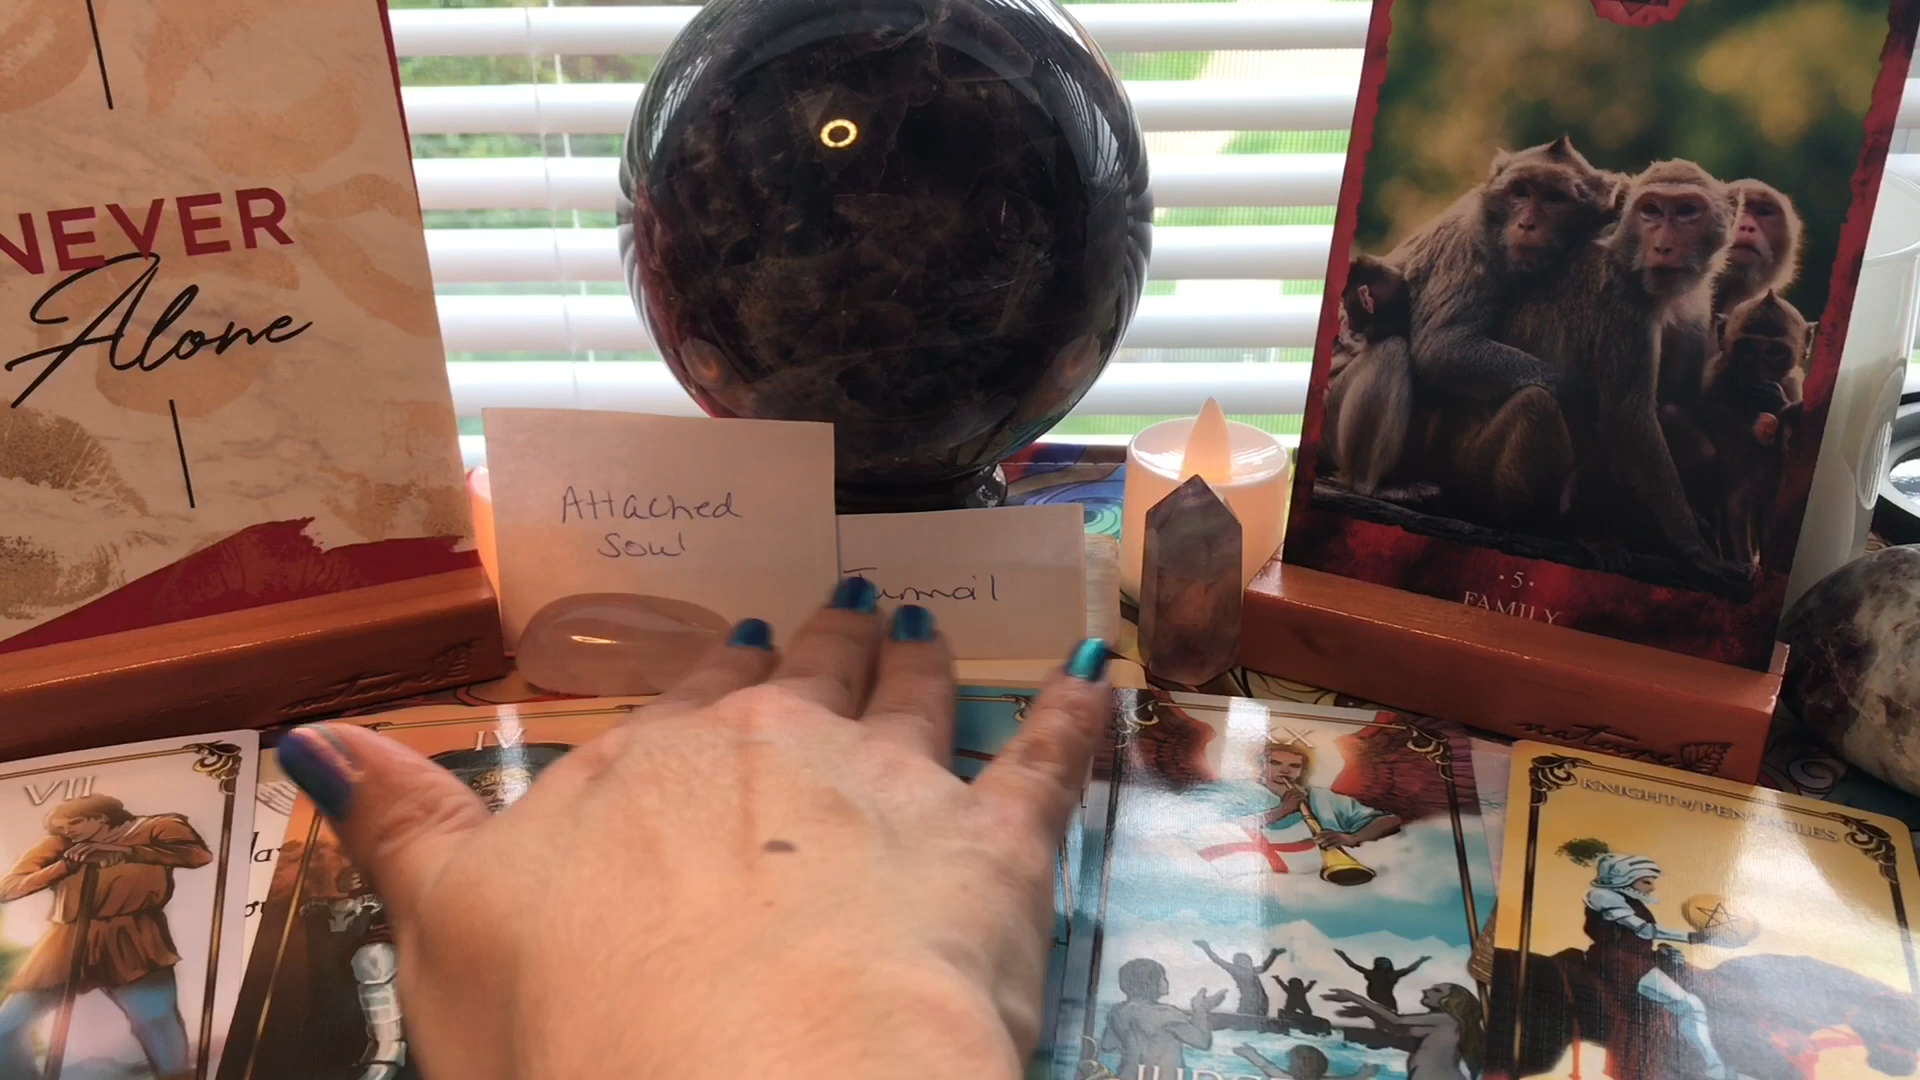 NEVER
Alone
Attached
Soul
· 5 ·
FAMILY
VII
IV
XX
KNIGHT of PENTACLES